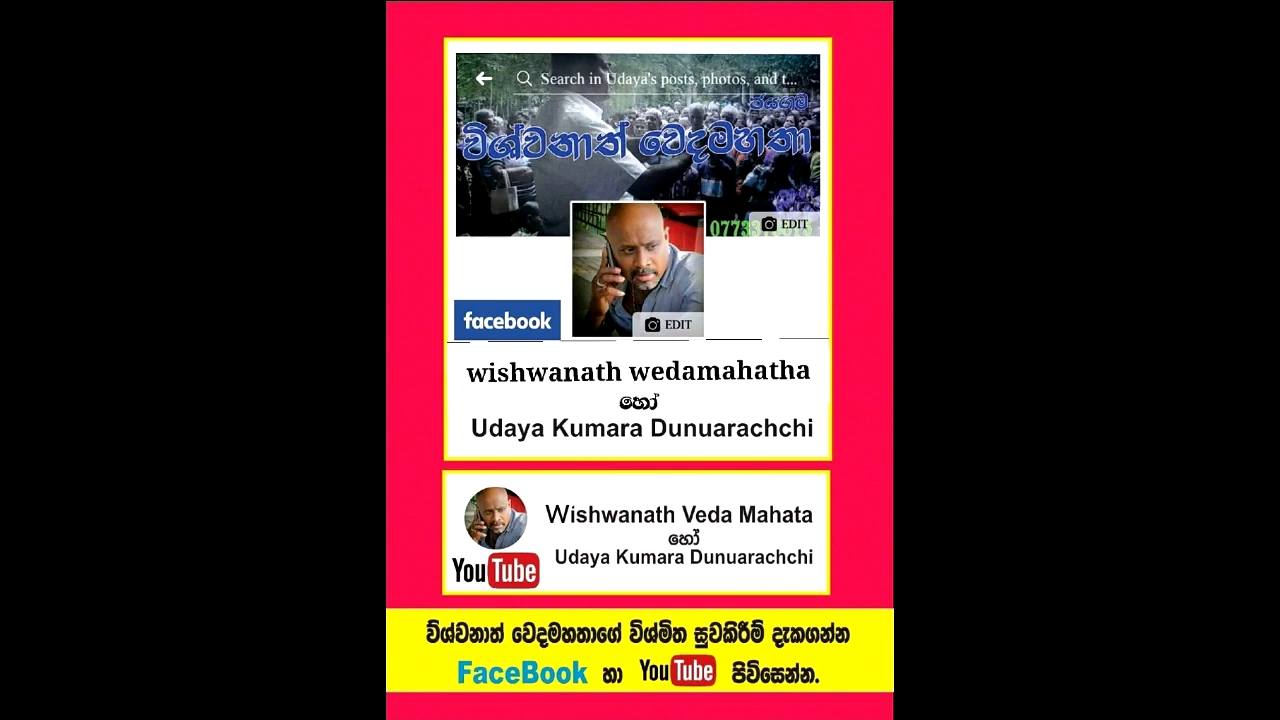 Search in Udaya's posts, photos, and t...
ජයගම
විශ්වනාත් වෙදමහතා
EDIT
EDIT
facebook
wishwanath wedamahatha
හෝ
Udaya Kumara Dunuarachchi
Wishwanath Veda Mahata
හෝ
Udaya Kumara Dunuarachchi
YouTube
විශ්වනාත් වෙදමහතාගේ විශ්මිත සුවකිරීම් දැකගන්න
FaceBook හා YouTube පිවිසෙන්න.